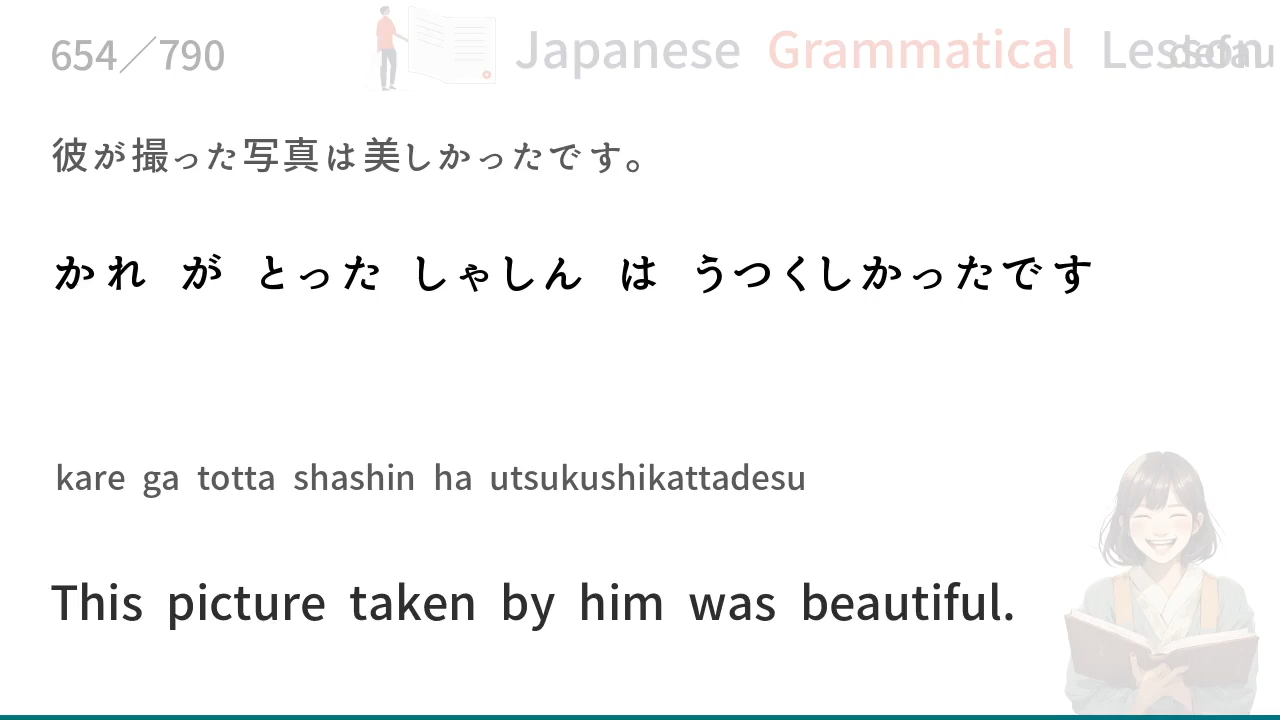 654／790
Japanese Grammatical Lesson
defau
彼が撮った写真は美しかったです。
かれ が とった しゃしん は うつくしかったです
kare ga totta shashin ha utsukushikattadesu
This picture taken by him was beautiful.